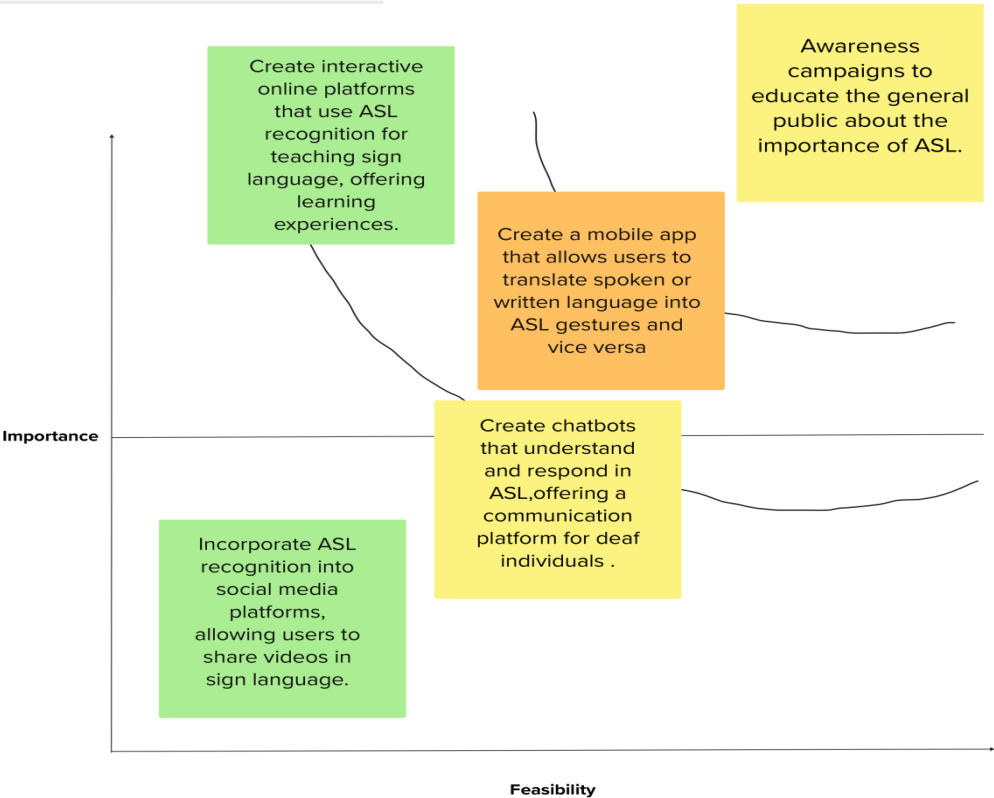 Create interactive
online platforms
that use ASL
recognition for
teaching sign
language, offering
learning
experiences.
Awareness
campaigns to
educate the general
public about the
importance of ASL.
Create a mobile app
that allows users to
translate spoken or
written language into
ASL gestures and
vice versa
Importance
Create chatbots
that understand
and respond in
ASL,offering a
communication
platform for deaf
individuals .
Incorporate ASL
recognition into
social media
platforms,
allowing users to
share videos in
sign language.
Feasibility